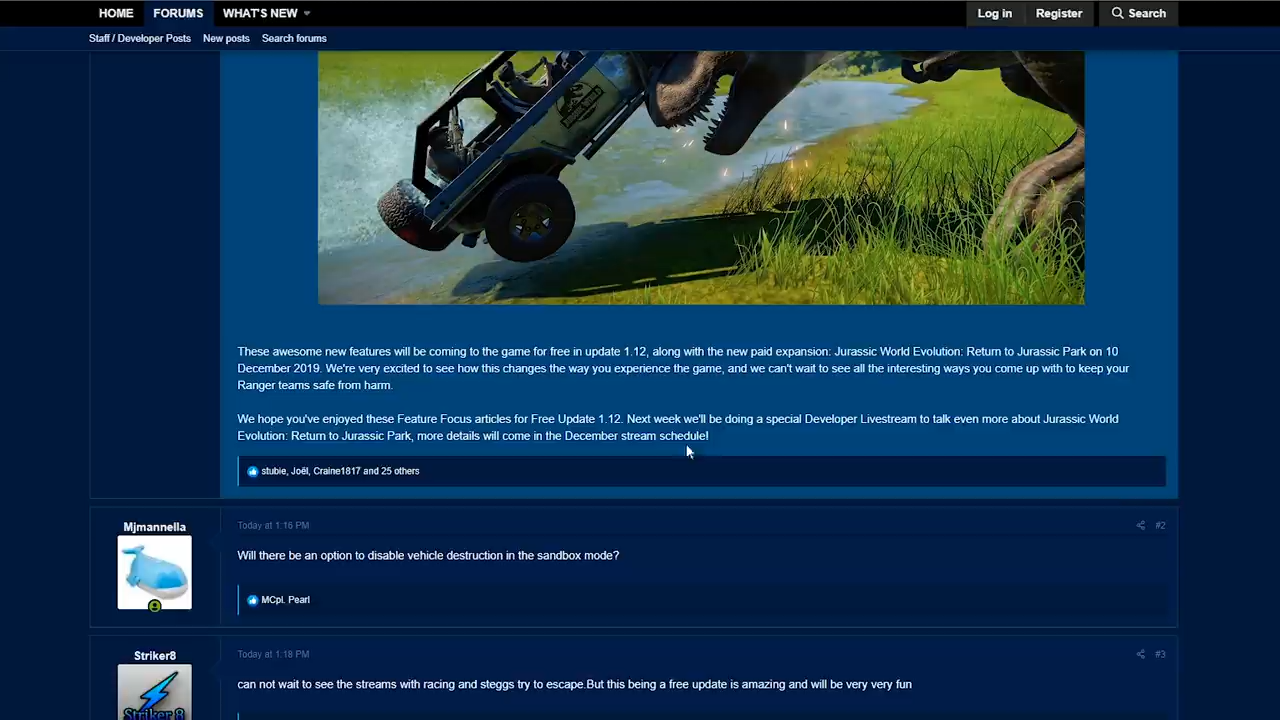 HOME FORUMS WHAT'S NEW Log in Register Search
Staff / Developer Posts New posts Search forums
JURASSIC WORLD
These awesome new features will be coming to the game for free in update 1.12, along with the new paid expansion: Jurassic World Evolution: Return to Jurassic Park on 10
December 2019. We're very excited to see how this changes the way you experience the game, and we can't wait to see all the interesting ways you come up with to keep your
Ranger teams safe from harm.
We hope you've enjoyed these Feature Focus articles for Free Update 1.12. Next week we'll be doing a special Developer Livestream to talk even more about Jurassic World
Evolution: Return to Jurassic Park, more details will come in the December stream schedule!
stubie, Joël, Craine1817 and 25 others
Mjmannella
Today at 1:16 PM #2
Will there be an option to disable vehicle destruction in the sandbox mode?
MCpl. Pearl
Striker8
Today at 1:18 PM #3
can not wait to see the streams with racing and steggs try to escape.But this being a free update is amazing and will be very very fun
Striker 8